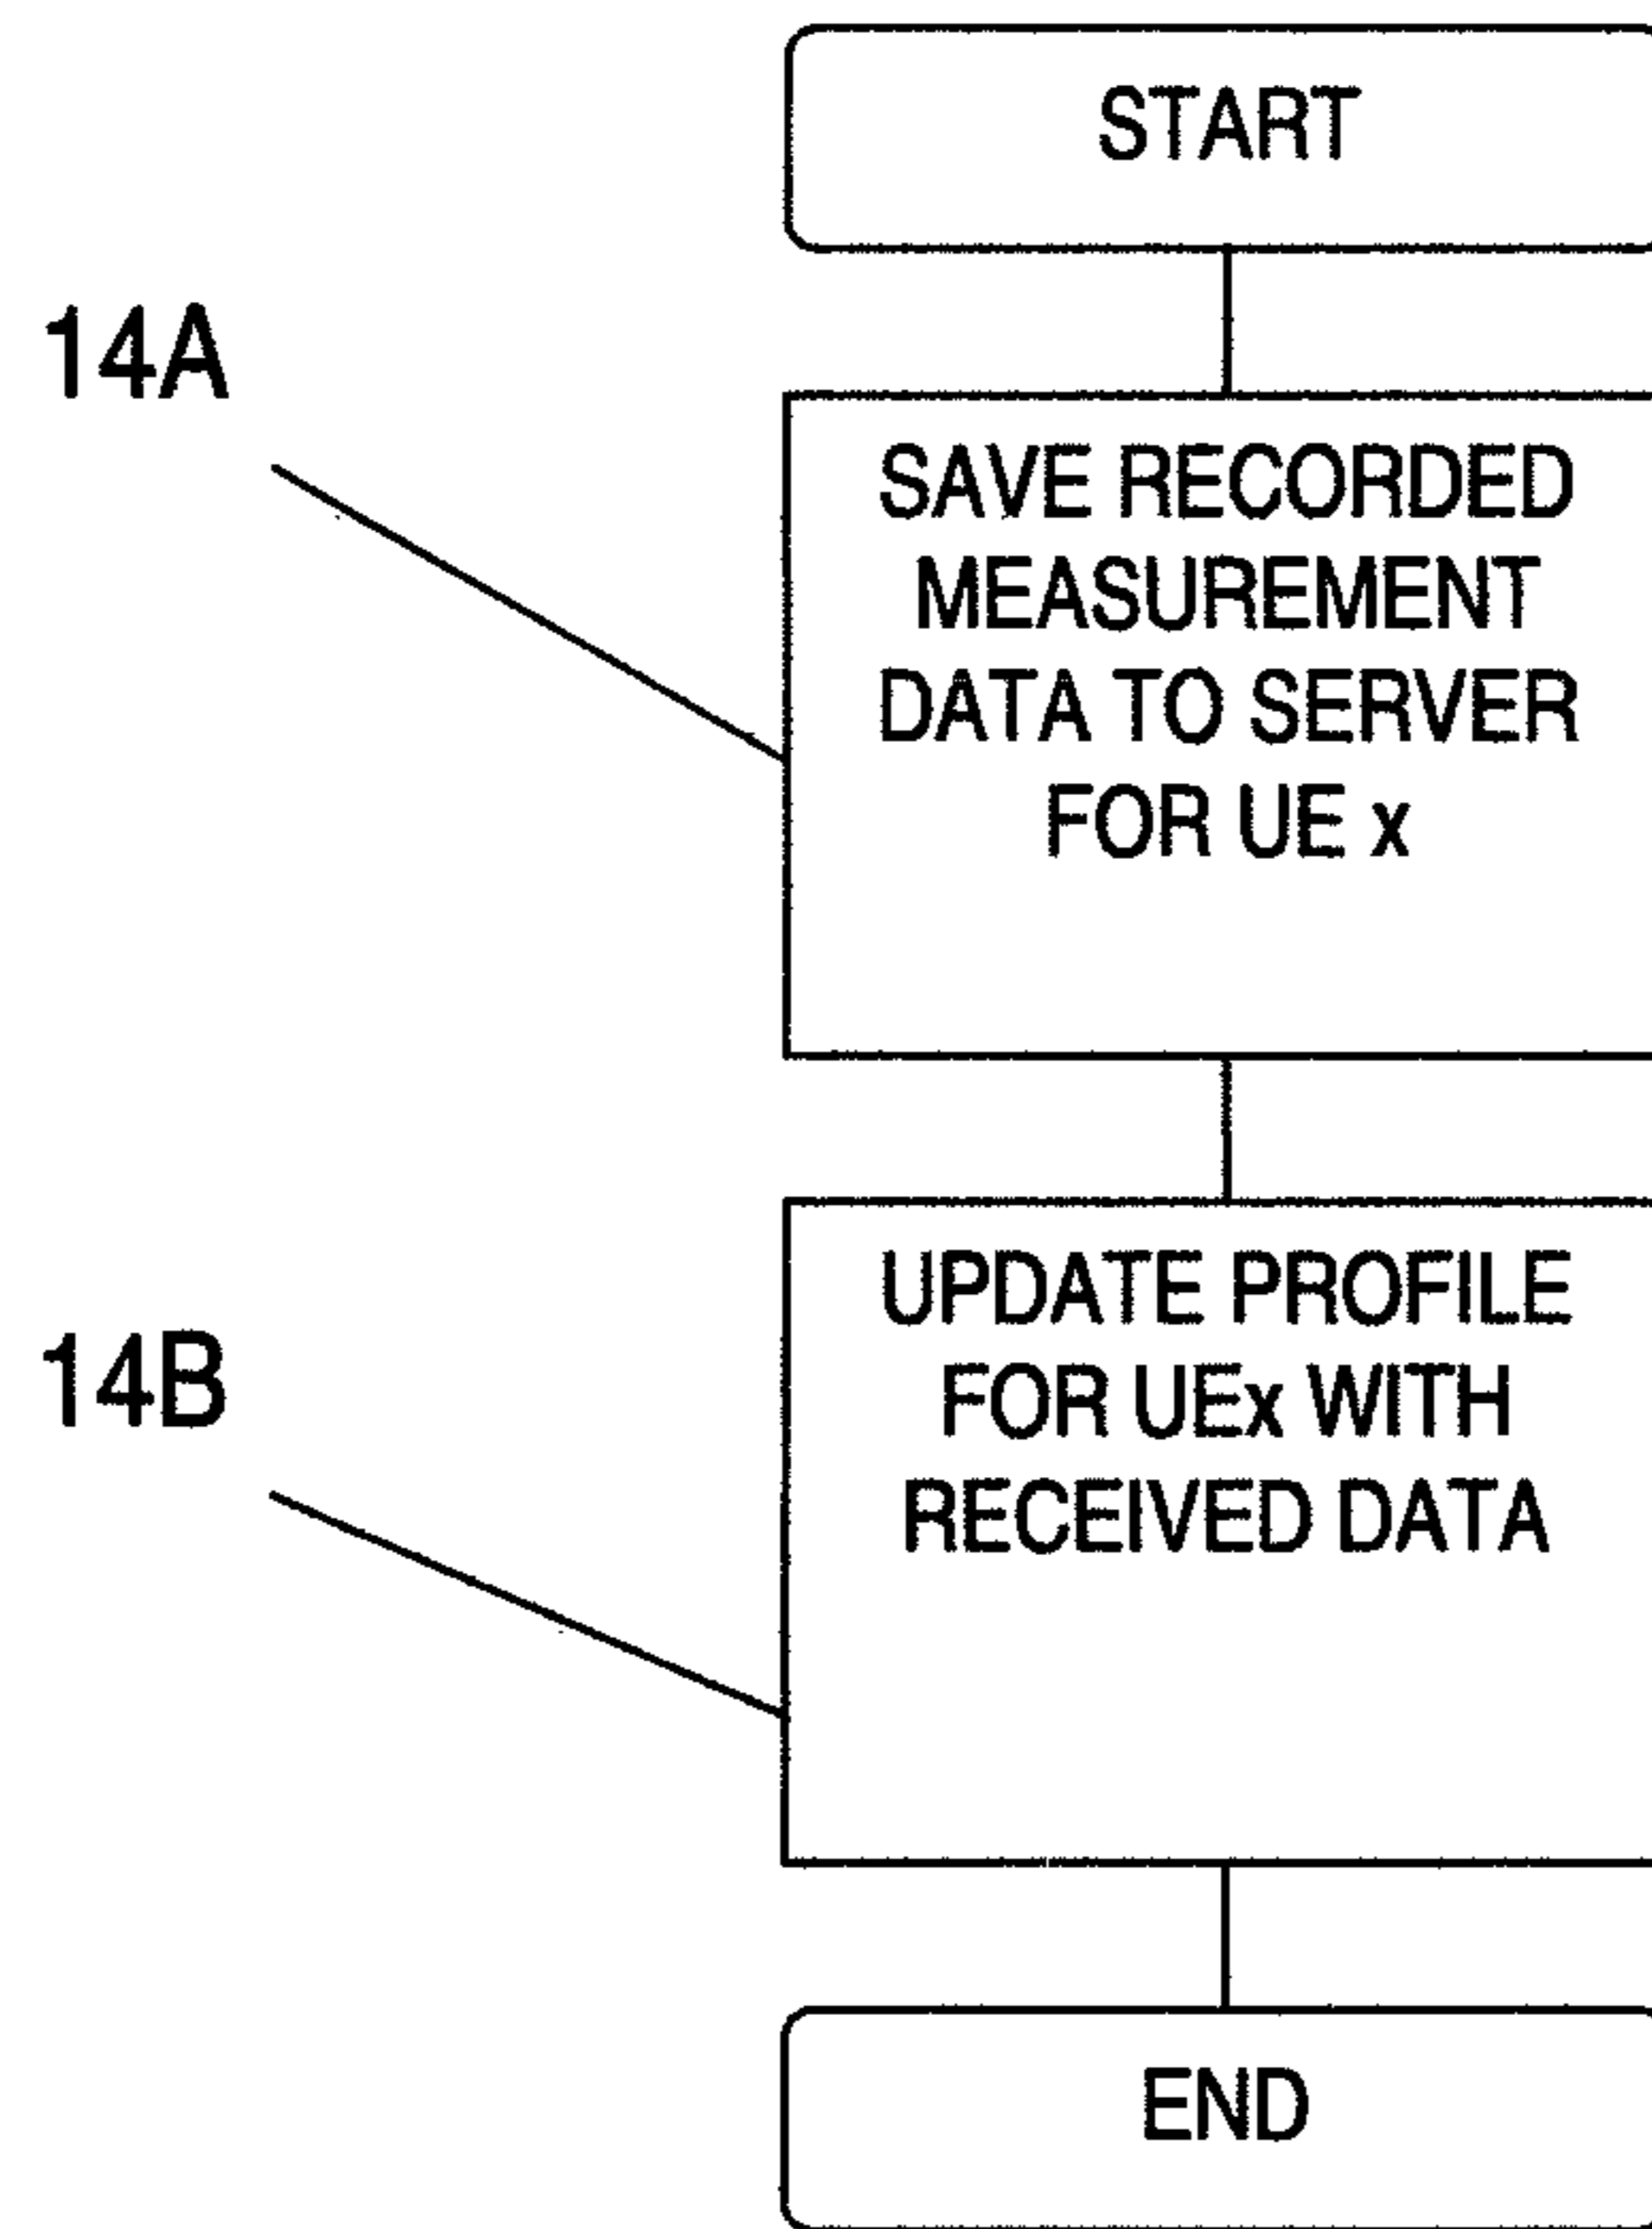 START
14A
SAVE RECORDED
MEASUREMENT
DATA TO SERVER
FOR UE x
14B
UPDATE PROFILE
FOR UEx WITH
RECEIVED DATA
END